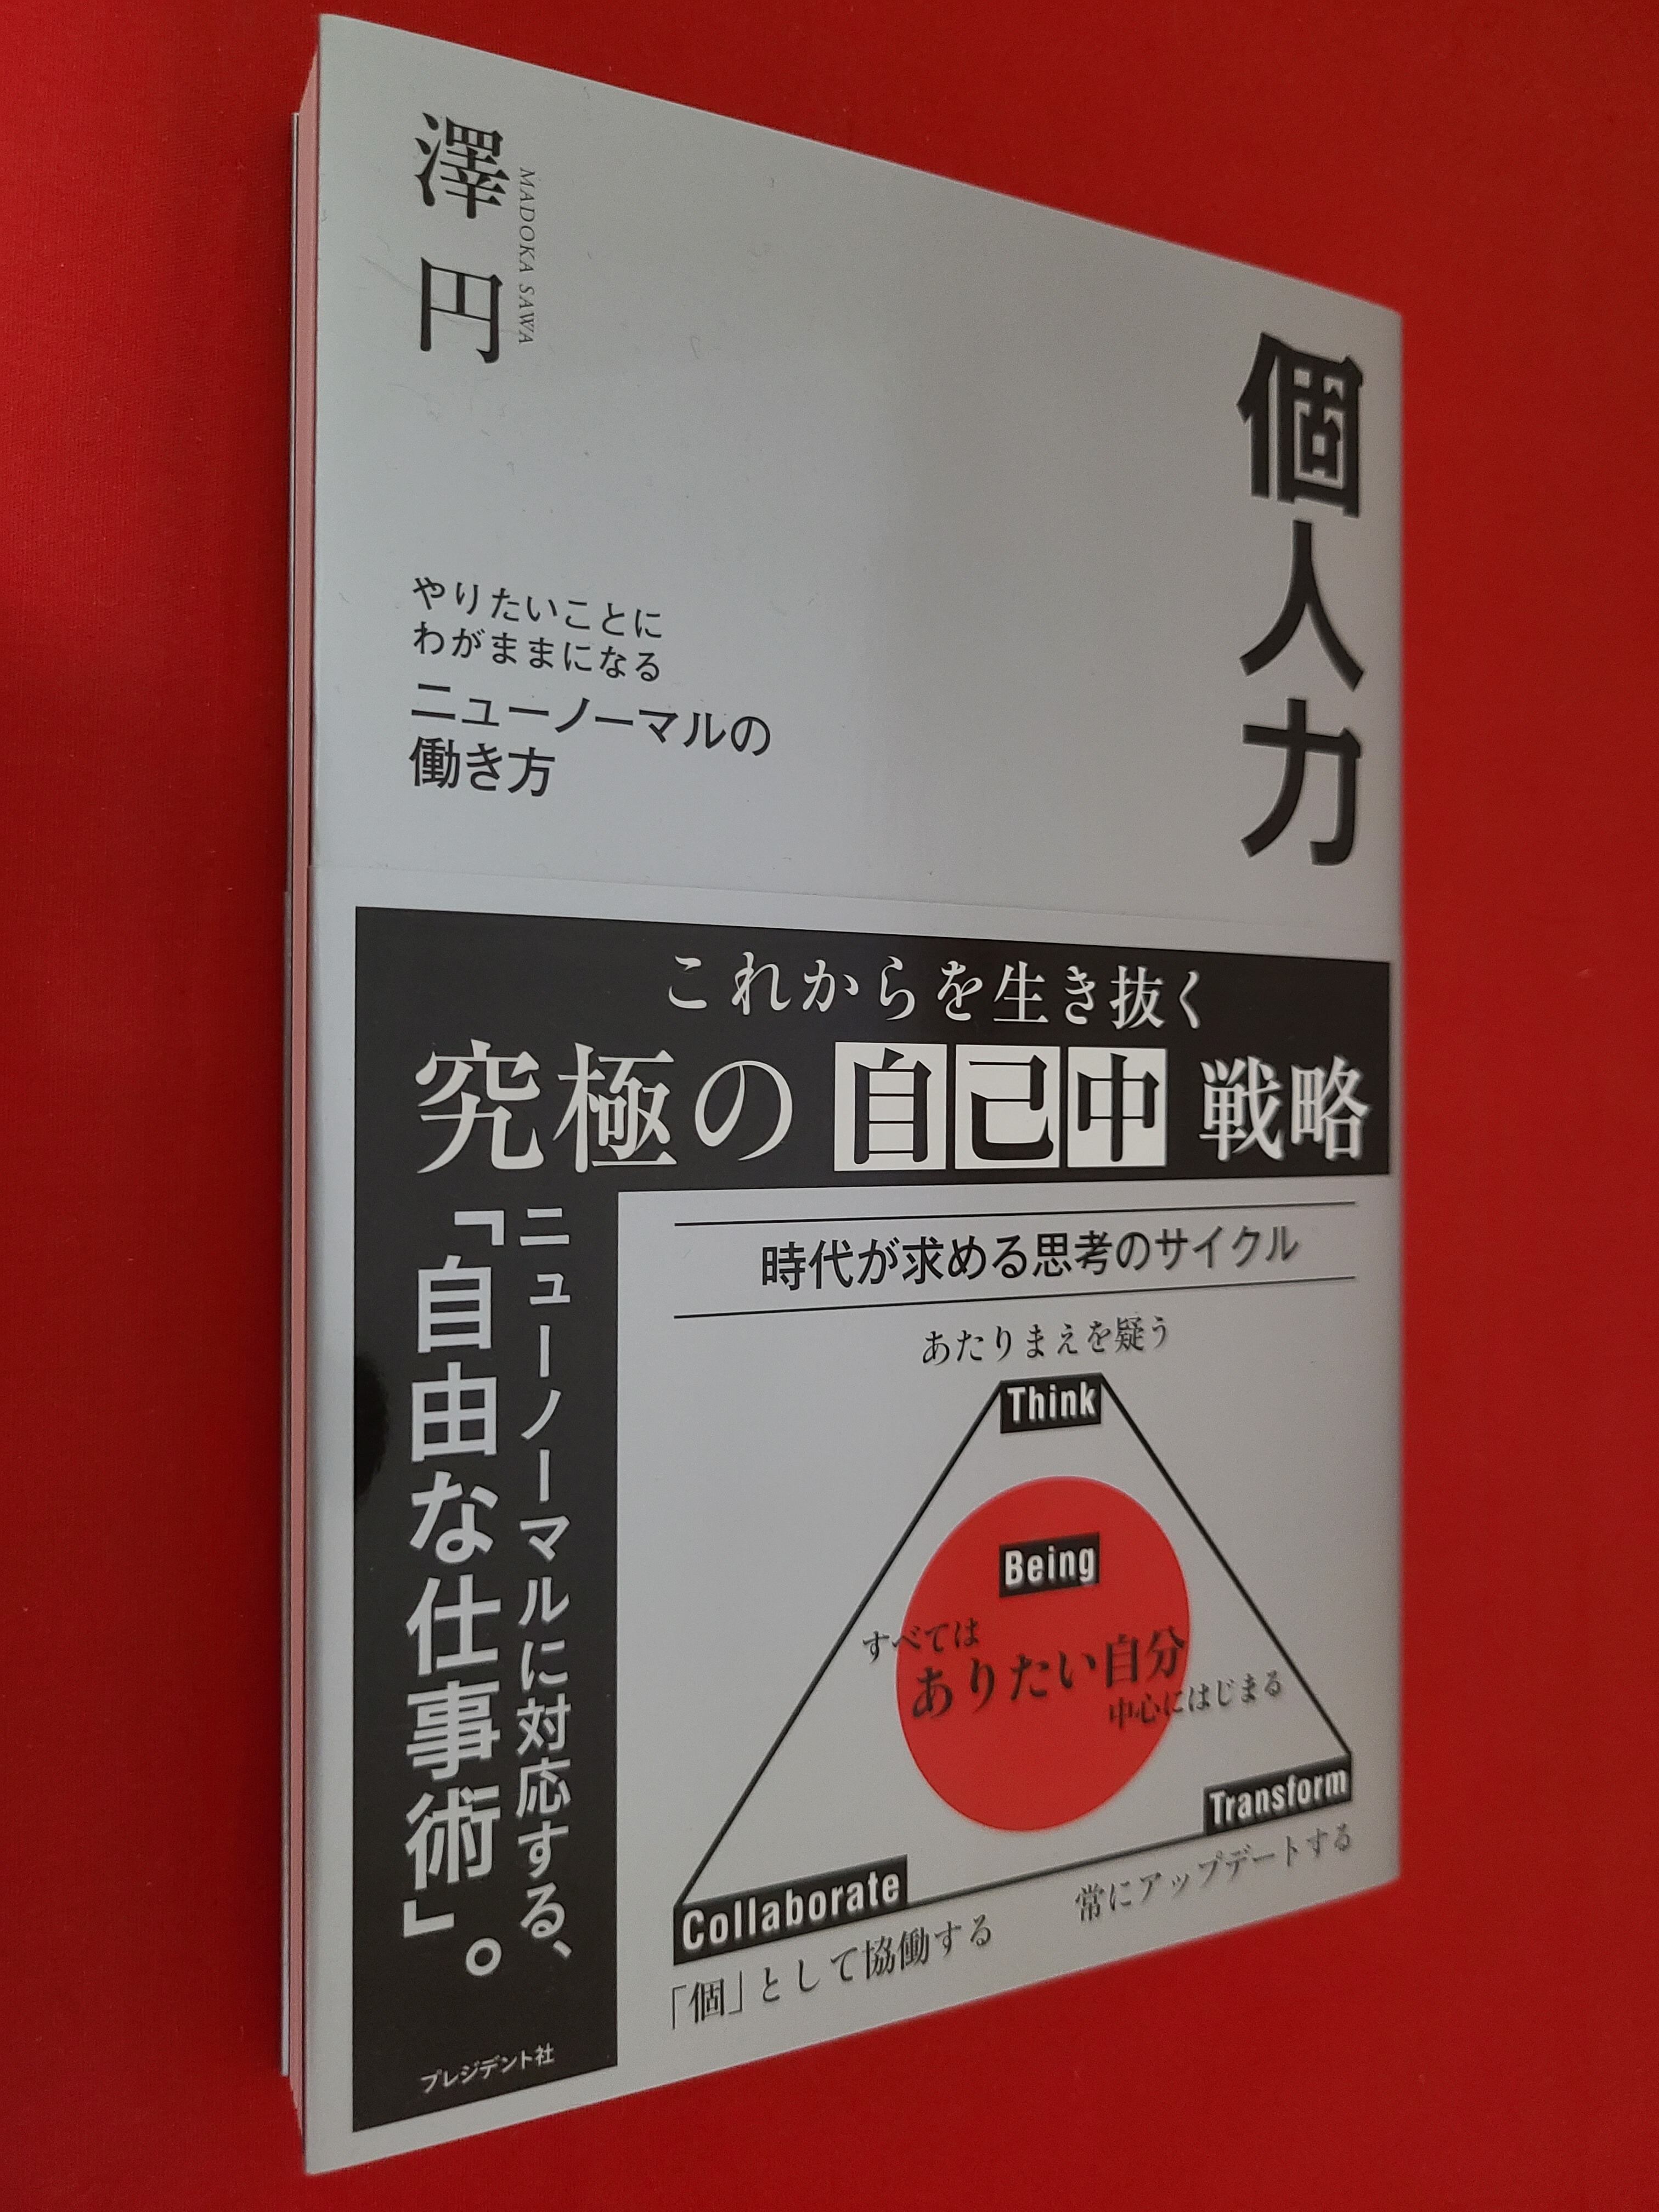 個人力
澤円
MADOKA SAWA
やりたいことに
わがままになる
ニューノーマルの
働き方
これからを生き抜く
究極の自己中戦略
ニューノーマルに対応する、
「自由な仕事術」。
プレジデント社
時代が求める思考のサイクル
あたりまえを疑う
Think
Being
すべては
ありたい自分
中心にはじまる
Transform
常にアップデートする
Collaborate
「個」として協働する